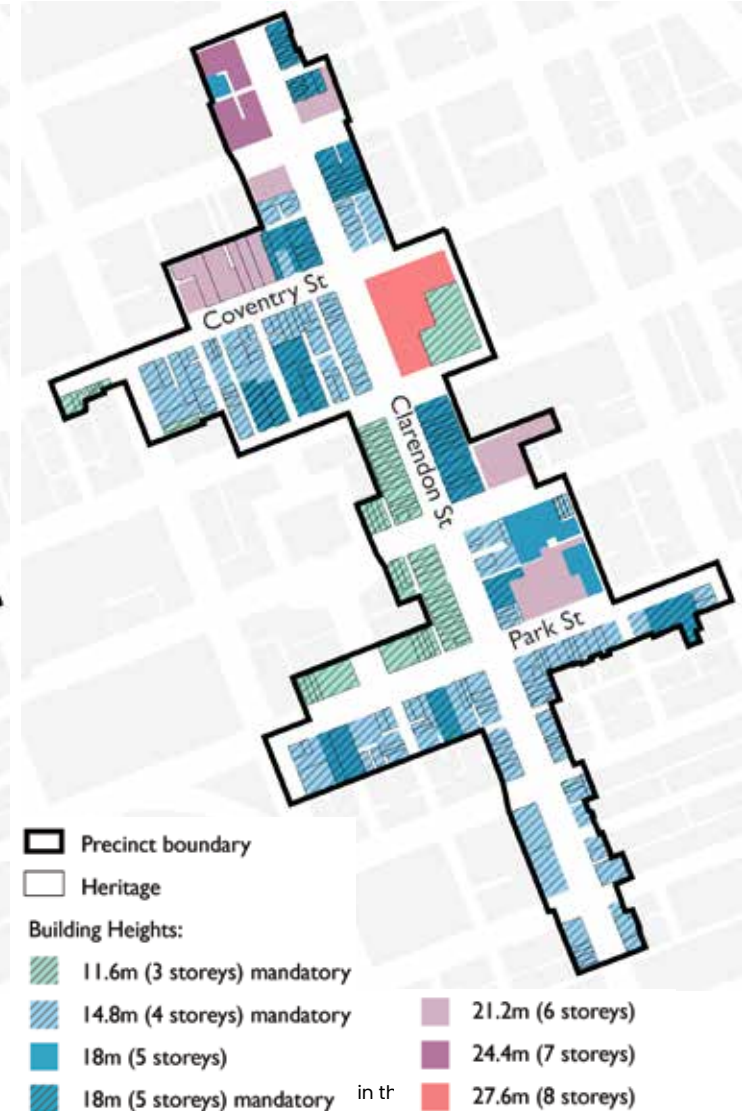 Coventry St
Clarendon St
Park St
Precinct boundary
Heritage
Building Heights:
11.6m (3 storeys) mandatory
14.8m (4 storeys) mandatory
18m (5 storeys)
18m (5 storeys) mandatory
in th
21.2m (6 storeys)
24.4m (7 storeys)
27.6m (8 storeys)